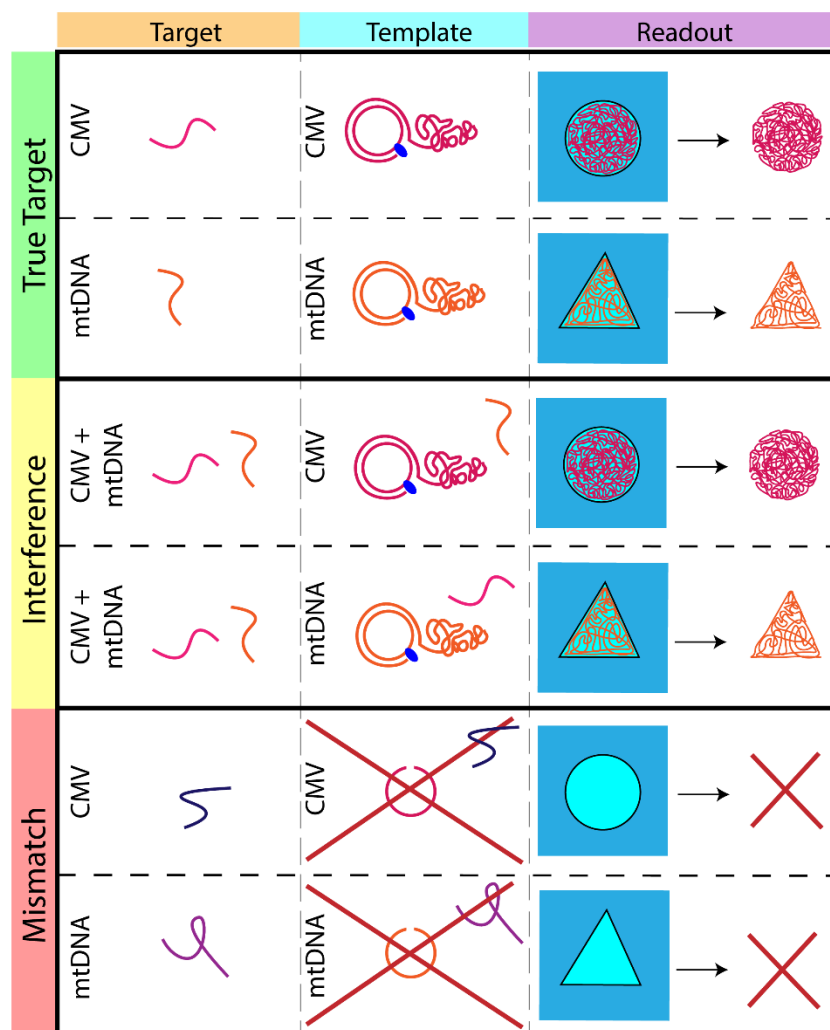 Target
Template
Readout
True Target
CMV
CMV
mtDNA
mtDNA
Interference
CMV +
mtDNA
CMV
CMV +
mtDNA
mtDNA
Mismatch
CMV
CMV
mtDNA
mtDNA